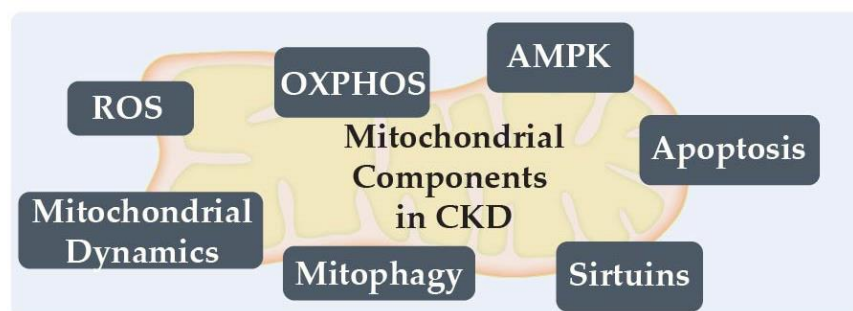 AMPK
OXPHOS
ROS
Mitochondrial
Components
in CKD
Apoptosis
Mitochondrial
Dynamics
Mitophagy
Sirtuins